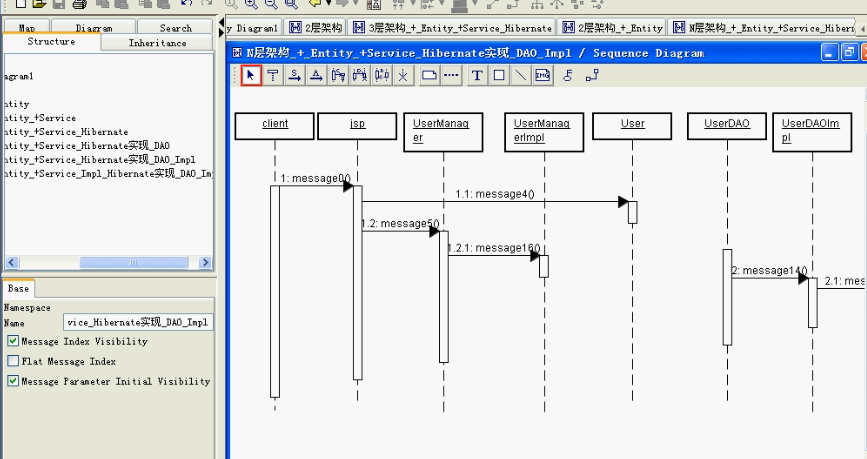 Map Diagram Search
Structure Inheritance
agram1
ntity
ntity_+Service
ntity_+Service_Hibernate
ntity_+Service_Hibernate实现_DAO
ntity_+Service_Hibernate实现_DAO_Impl
ntity_+Service_Impl_Hibernate实现_DAO_Im
Base
Namespace
Name vice_Hibernate实现_DAO_Impl
Message Index Visibility
Flat Message Index
Message Parameter Initial Visibility
y Diagram1 2层架构 3层架构_+_Entity_+Service_Hibernate 2层架构_+_Entity N层架构_+_Entity_+Service_Hiberi
N层架构_+_Entity_+Service_Hibernate实现_DAO_Impl / Sequence Diagram
S A T IMG
client jsp UserManag er UserManag erImpl User UserDAO UserDAOIm pl
1: message0()
1.1: message4()
1.2: message5()
1.2.1: message16()
2: message14()
2.1: mes